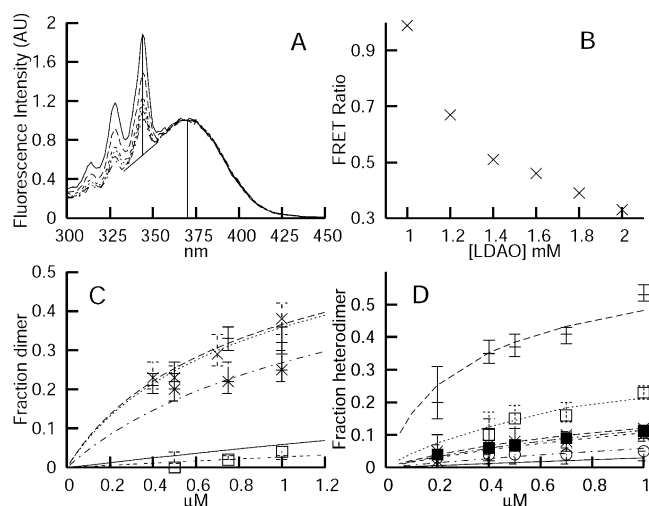 A
Fluorescence Intensity (AU)
2
1.6
1.2
0.8
0.4
0
300 325 350 375 400 425 450
nm
B
FRET Ratio
0.9
0.7
0.5
0.3
1 1.2 1.4 1.6 1.8 2
[LDAO] mM
C
Fraction dimer
0.5
0.4
0.3
0.2
0.1
0
0 0.2 0.4 0.6 0.8 1.0 1.2
μM
D
Fraction heterodimer
0.5
0.4
0.3
0.2
0.1
0
0 0.2 0.4 0.6 0.8 1
μM